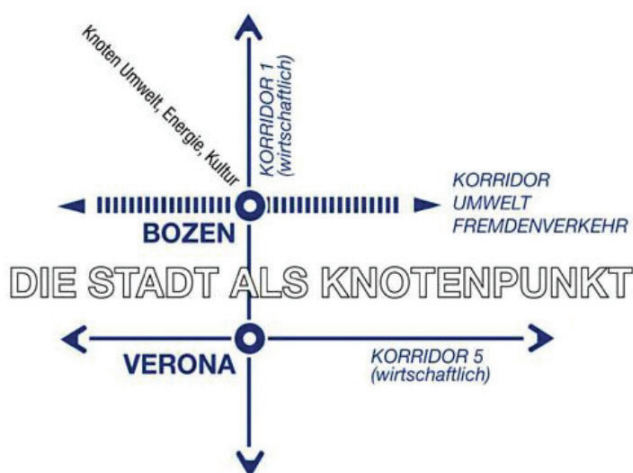 Knoten Umwelt, Energie, Kultur
KORRIDOR 1
(wirtschaftlich)
KORRIDOR
UMWELT
FREMDENVERKEHR
BOZEN
DIE STADT ALS KNOTENPUNKT
VERONA
KORRIDOR 5
(wirtschaftlich)